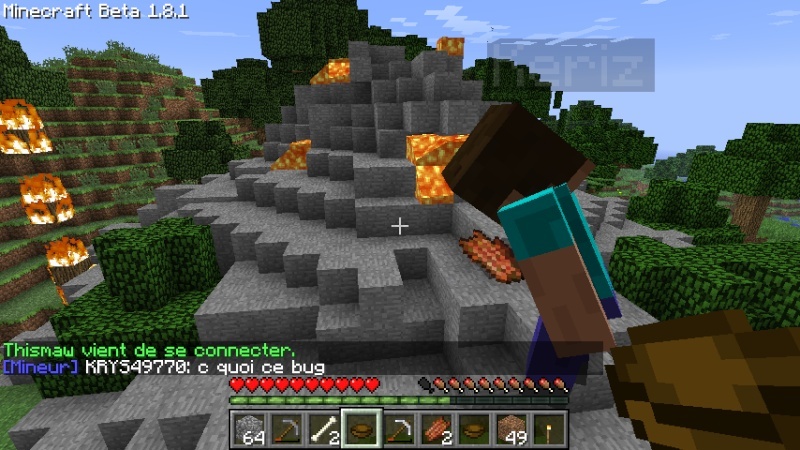 Minecraft Beta 1.8.1
Keriz
Thismaw vient de se connecter.
[Mineur] KRYS49770: c quoi ce bug
64 2 2 49